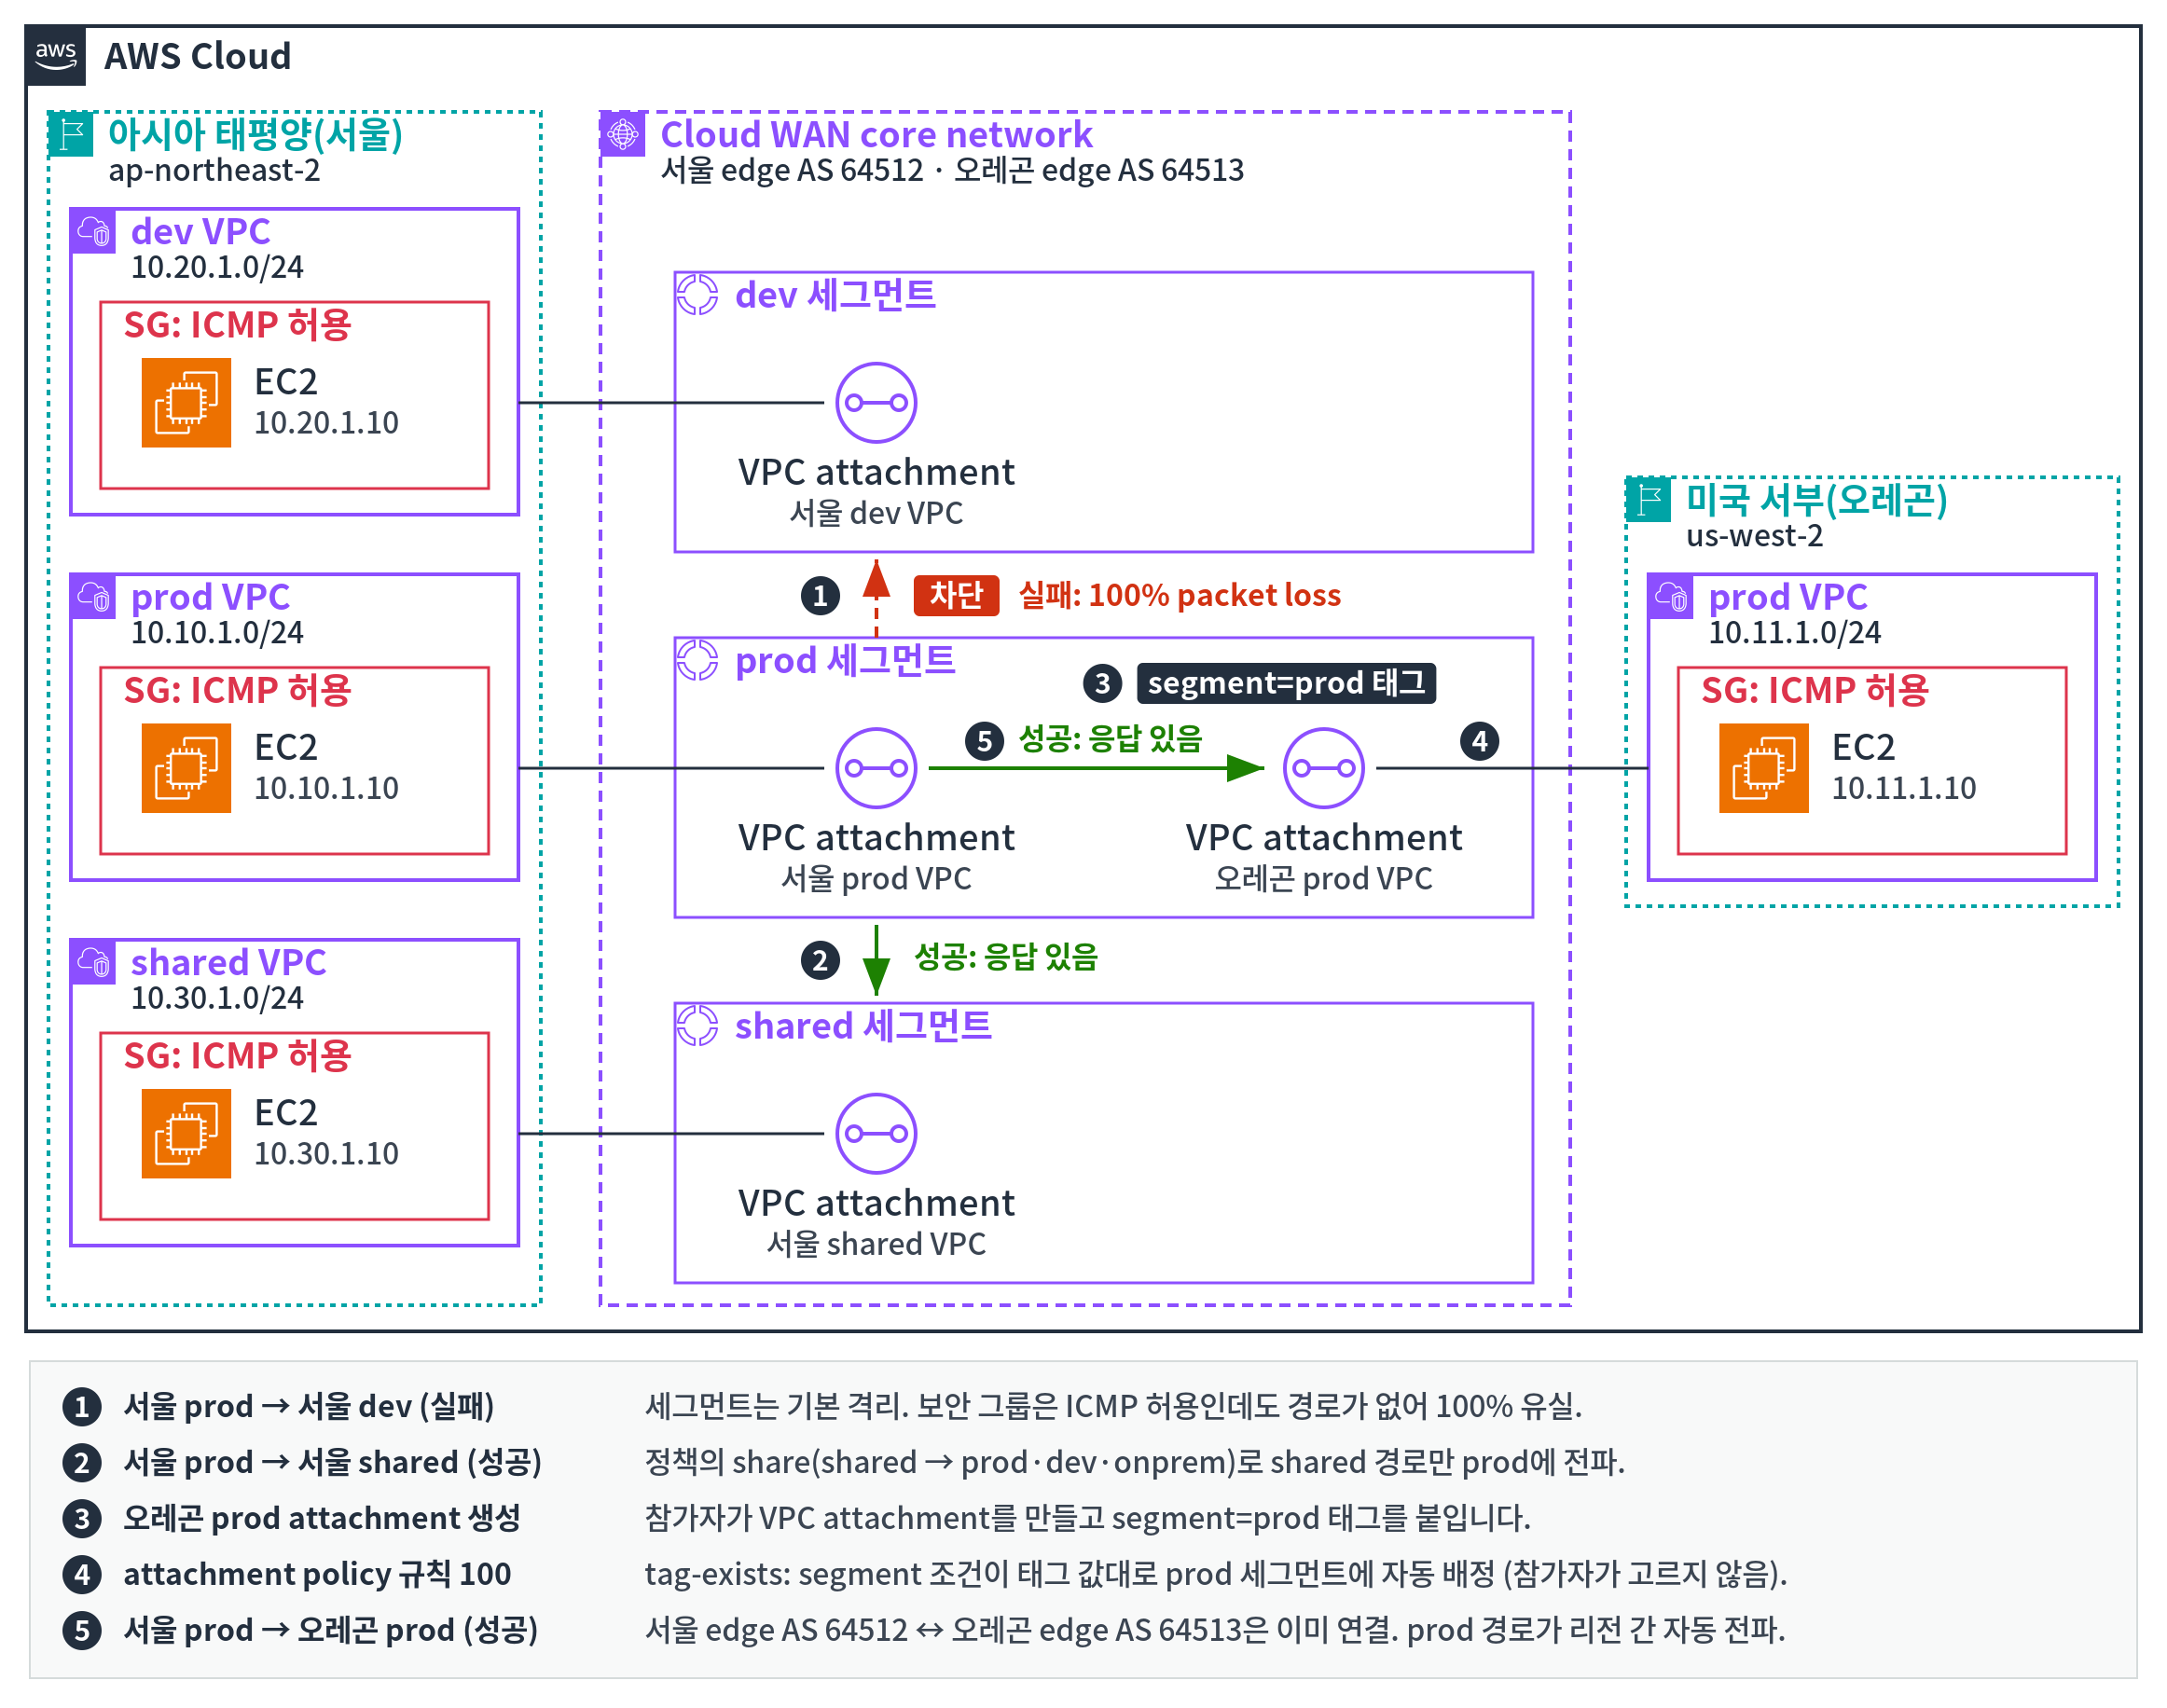 aws
AWS Cloud
아시아 태평양(서울)
ap-northeast-2
dev VPC
10.20.1.0/24
SG: ICMP 허용
EC2
10.20.1.10
prod VPC
10.10.1.0/24
SG: ICMP 허용
EC2
10.10.1.10
shared VPC
10.30.1.0/24
SG: ICMP 허용
EC2
10.30.1.10
Cloud WAN core network
서울 edge AS 64512 · 오레곤 edge AS 64513
dev 세그먼트
VPC attachment
서울 dev VPC
1 차단 실패: 100% packet loss
prod 세그먼트
3 segment=prod 태그
5 성공: 응답 있음
4
VPC attachment
서울 prod VPC
VPC attachment
오레곤 prod VPC
2 성공: 응답 있음
shared 세그먼트
VPC attachment
서울 shared VPC
미국 서부(오레곤)
us-west-2
prod VPC
10.11.1.0/24
SG: ICMP 허용
EC2
10.11.1.10
1 서울 prod → 서울 dev (실패) 세그먼트는 기본 격리. 보안 그룹은 ICMP 허용인데도 경로가 없어 100% 유실.
2 서울 prod → 서울 shared (성공) 정책의 share(shared → prod·dev·onprem)로 shared 경로만 prod에 전파.
3 오레곤 prod attachment 생성 참가자가 VPC attachment를 만들고 segment=prod 태그를 붙입니다.
4 attachment policy 규칙 100 tag-exists: segment 조건이 태그 값대로 prod 세그먼트에 자동 배정 (참가자가 고르지 않음).
5 서울 prod → 오레곤 prod (성공) 서울 edge AS 64512 ↔ 오레곤 edge AS 64513은 이미 연결. prod 경로가 리전 간 자동 전파.